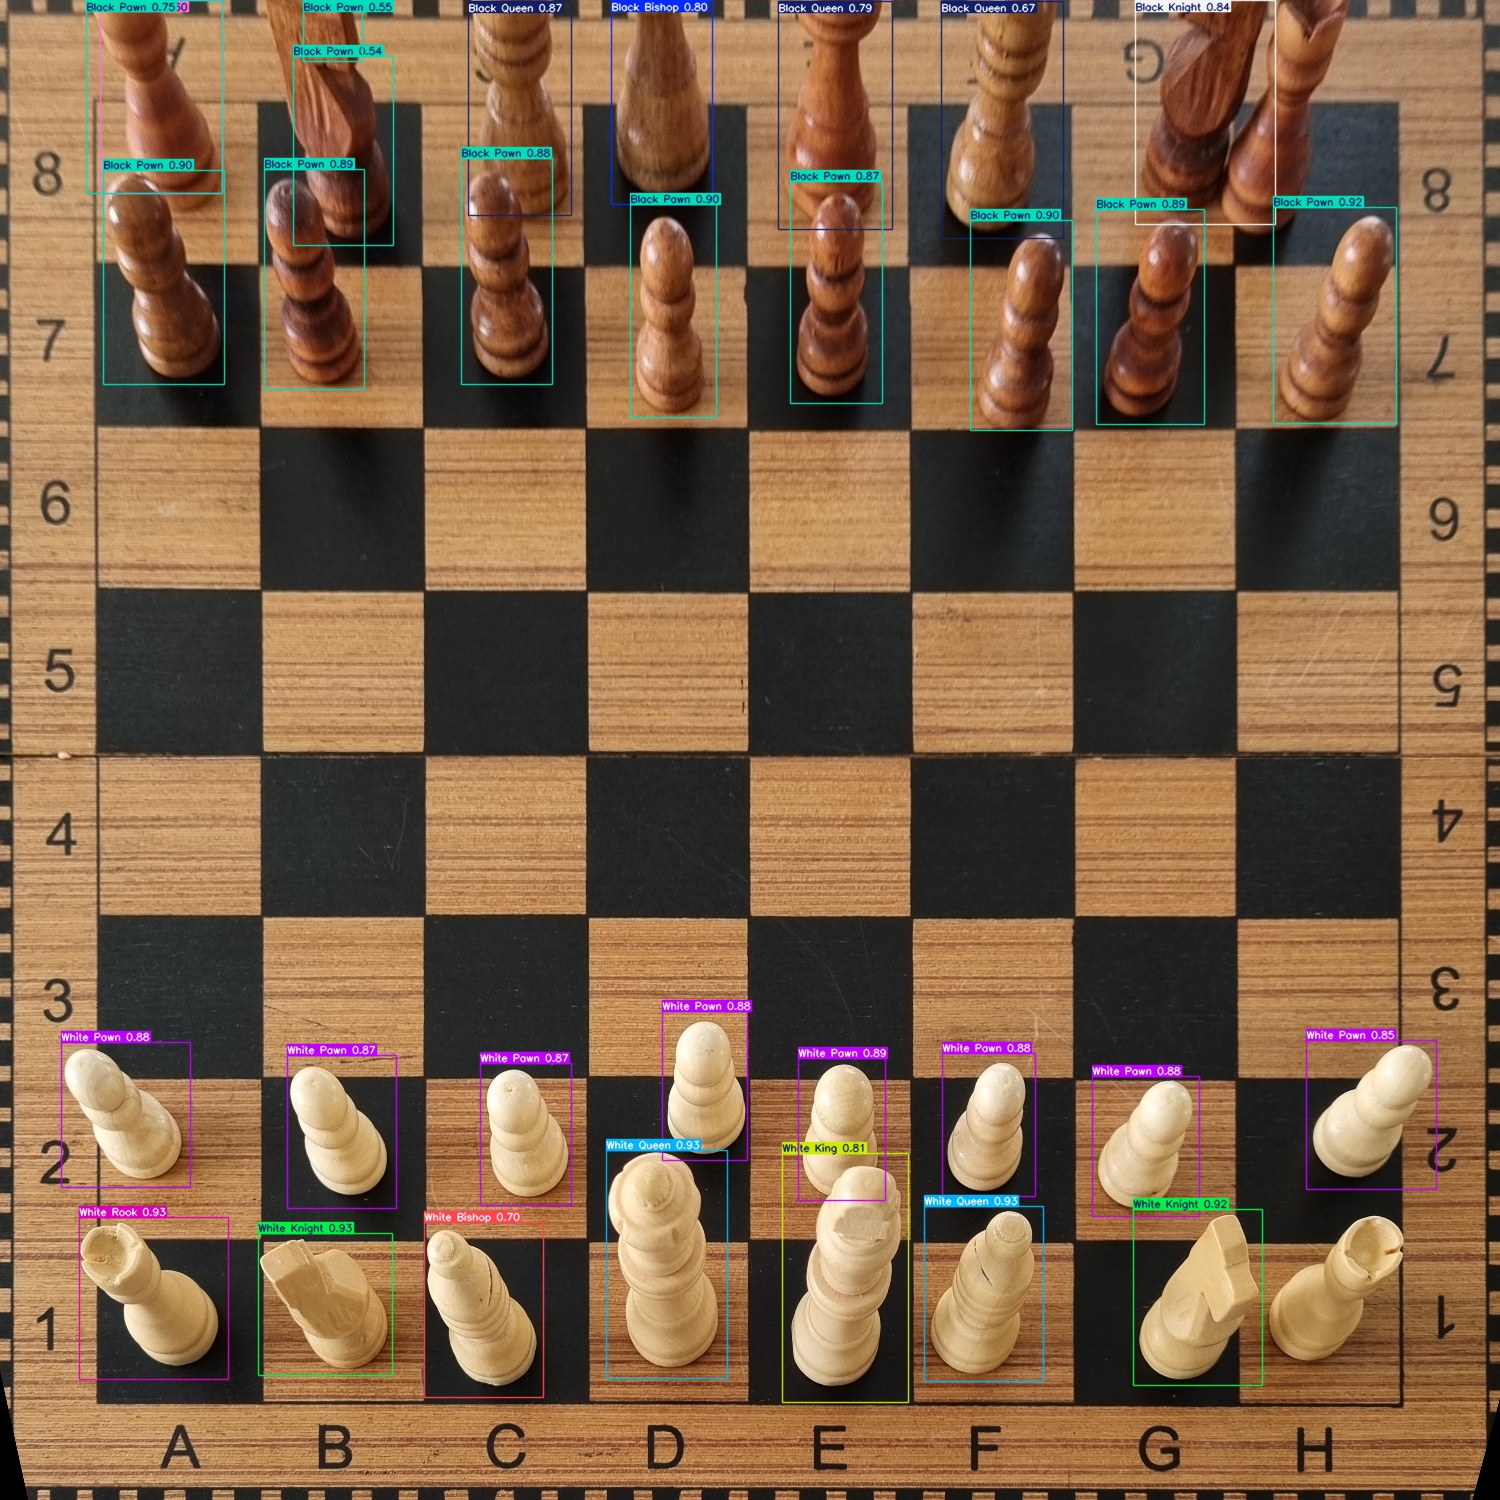 Black Pawn 0.75
Black Pawn 0.55
Black Queen 0.87
Black Bishop 0.80
Black Queen 0.79
Black Queen 0.67
Black Knight 0.84
Black Pawn 0.54
A
G
8
Black Pawn 0.90
Black Pawn 0.89
Black Pawn 0.88
Black Pawn 0.90
Black Pawn 0.87
Black Pawn 0.90
Black Pawn 0.89
Black Pawn 0.92
8
7
7
6
6
5
5
4
4
3
3
White Pawn 0.88
White Pawn 0.87
White Pawn 0.87
White Pawn 0.88
White Pawn 0.89
White Pawn 0.88
White Pawn 0.88
White Pawn 0.85
2
2
White Queen 0.93
White King 0.81
White Rook 0.93
White Knight 0.93
White Bishop 0.70
White Queen 0.93
White Knight 0.92
1
1
A B C D E F G H